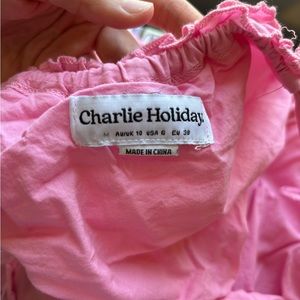 Charlie Holiday.
M AU/UK 10 USA 6 EU 38
MADE IN CHINA